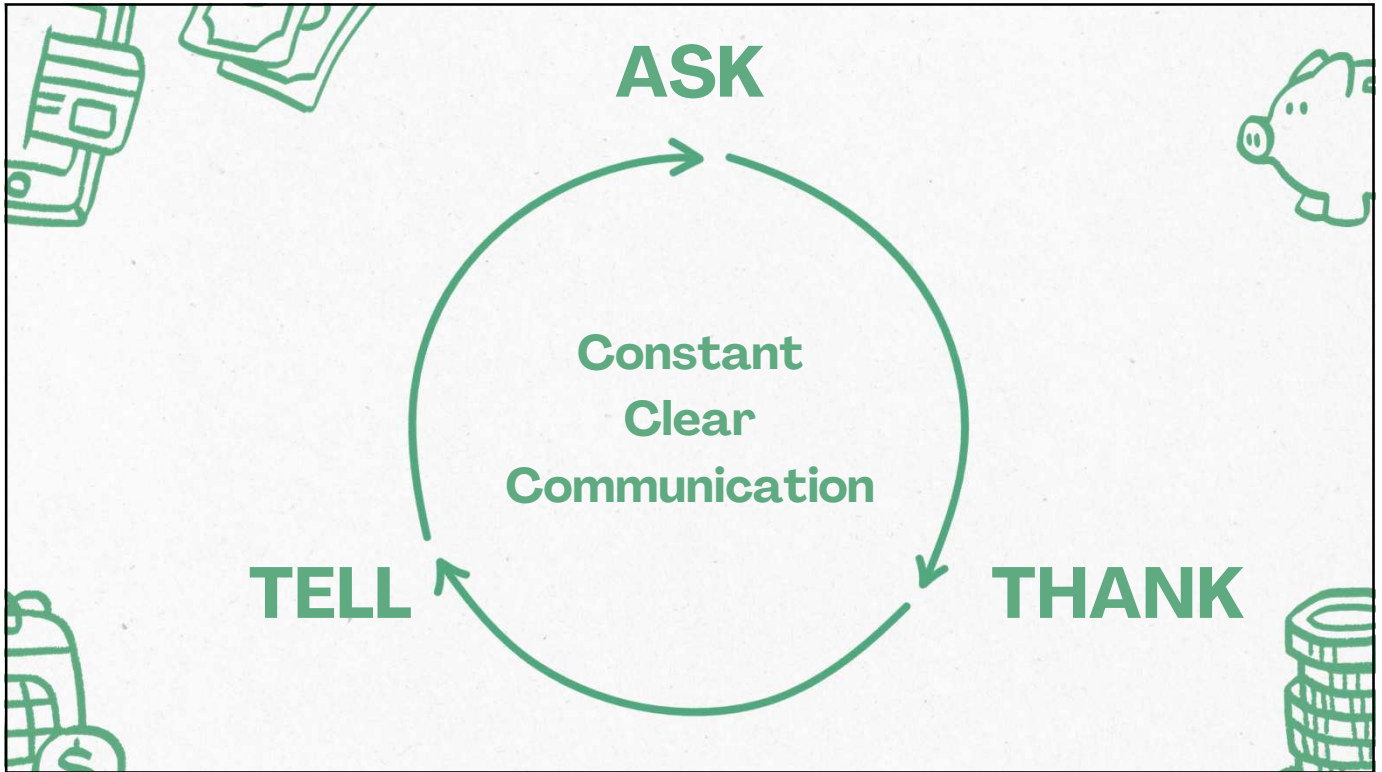 ASK
Constant
Clear
Communication
TELL
THANK
$